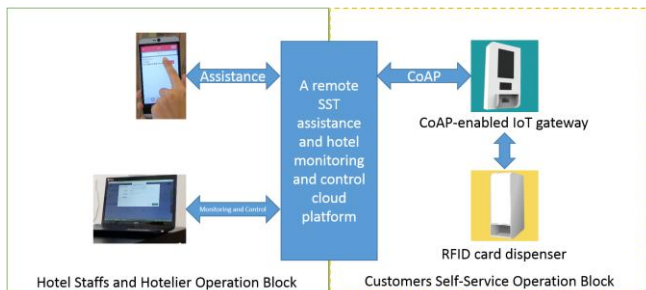 Assistance
A remote
SST
assistance
and hotel
monitoring
and control
cloud
platform
CoAP
CoAP-enabled IoT gateway
Monitoring and Control
RFID card dispenser
Hotel Staffs and Hotelier Operation Block
Customers Self-Service Operation Block